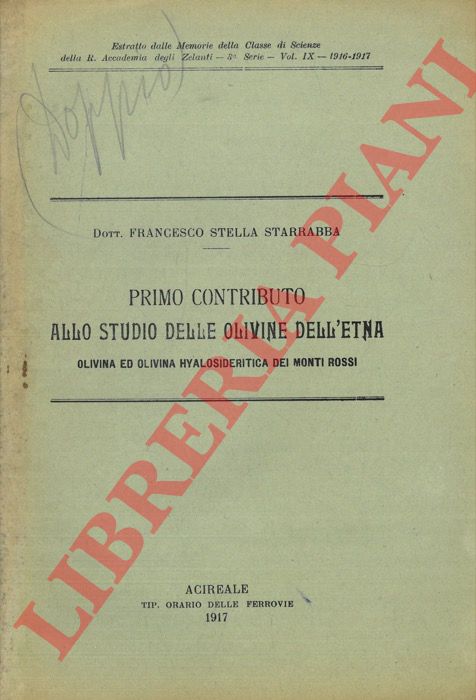 Estratto dalle Memorie della Classe di Scienze
della R. Accademia degli Zelanti — 3ª Serie — Vol. IX — 1916-1917
Doppio
Dott. FRANCESCO STELLA STARRABBA
PRIMO CONTRIBUTO
ALLO STUDIO DELLE OLIVINE DELL'ETNA
OLIVINA ED OLIVINA HYALOSIDERITICA DEI MONTI ROSSI
ACIREALE
TIP. ORARIO DELLE FERROVIE
1917
LIBRERIA PIANI